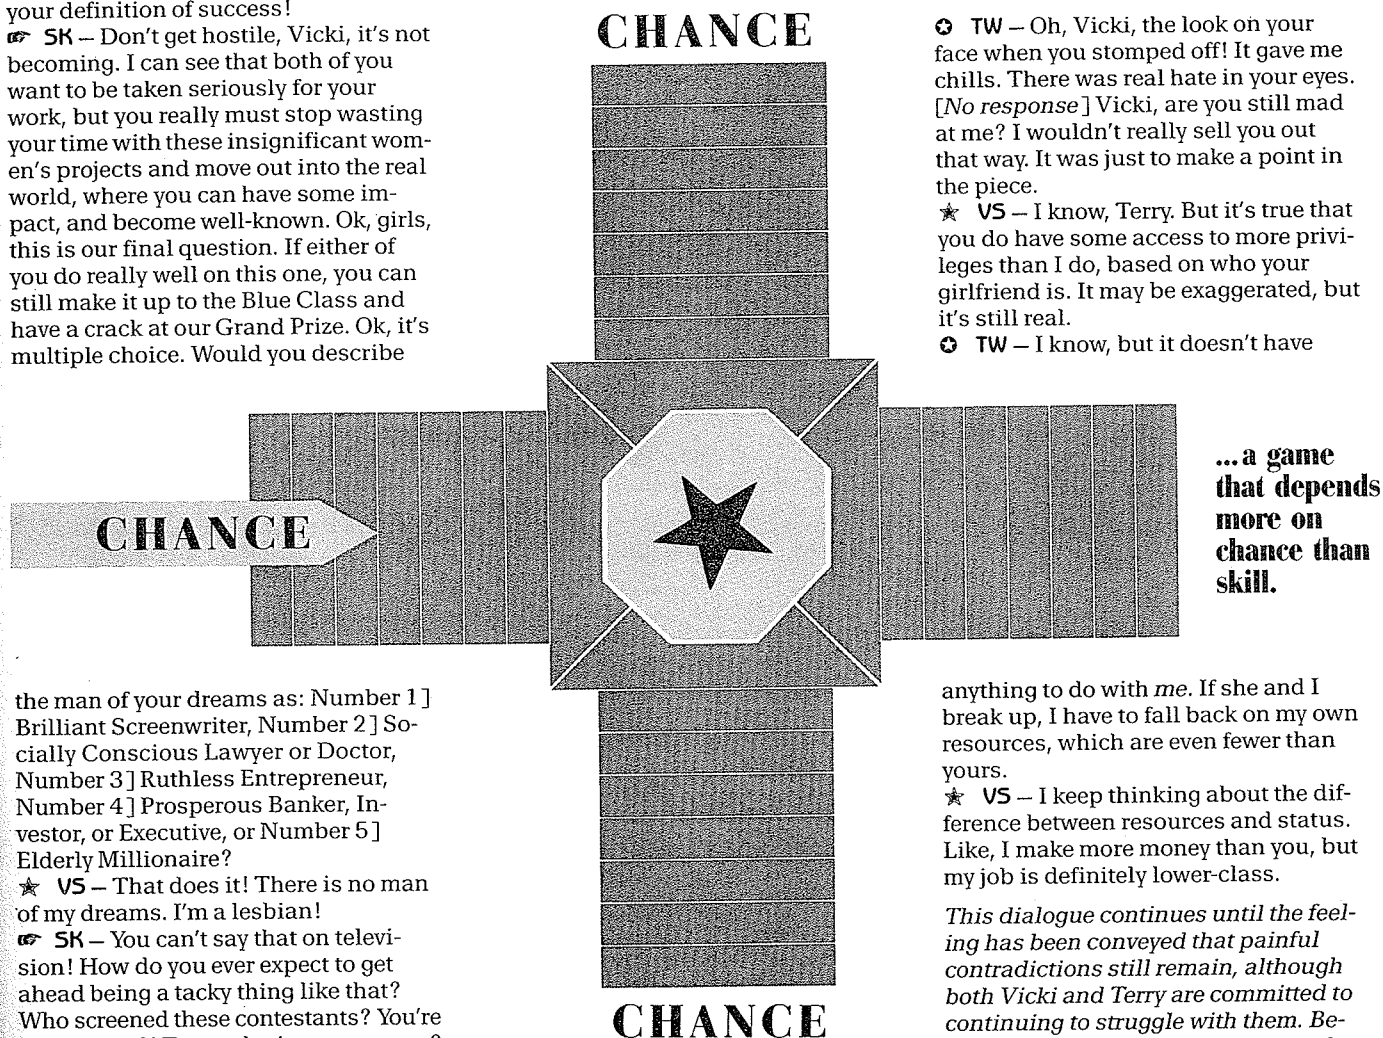 your definition of success!
☞ SK – Don't get hostile, Vicki, it's not
becoming. I can see that both of you
want to be taken seriously for your
work, but you really must stop wasting
your time with these insignificant wom-
en's projects and move out into the real
world, where you can have some im-
pact, and become well-known. Ok, girls,
this is our final question. If either of
you do really well on this one, you can
still make it up to the Blue Class and
have a crack at our Grand Prize. Ok, it's
multiple choice. Would you describe
CHANCE
the man of your dreams as: Number 1]
Brilliant Screenwriter, Number 2] So-
cially Conscious Lawyer or Doctor,
Number 3] Ruthless Entrepreneur,
Number 4] Prosperous Banker, In-
vestor, or Executive, or Number 5]
Elderly Millionaire?
★ VS – That does it! There is no man
of my dreams. I'm a lesbian!
☞ SK – You can't say that on televi-
sion! How do you ever expect to get
ahead being a tacky thing like that?
Who screened these contestants? You're
CHANCE
CHANCE
✪ TW – Oh, Vicki, the look on your
face when you stomped off! It gave me
chills. There was real hate in your eyes.
[No response] Vicki, are you still mad
at me? I wouldn't really sell you out
that way. It was just to make a point in
the piece.
★ VS – I know, Terry. But it's true that
you do have some access to more privi-
leges than I do, based on who your
girlfriend is. It may be exaggerated, but
it's still real.
✪ TW – I know, but it doesn't have
...a game
that depends
more on
chance than
skill.
anything to do with me. If she and I
break up, I have to fall back on my own
resources, which are even fewer than
yours.
★ VS – I keep thinking about the dif-
ference between resources and status.
Like, I make more money than you, but
my job is definitely lower-class.
This dialogue continues until the feel-
ing has been conveyed that painful
contradictions still remain, although
both Vicki and Terry are committed to
continuing to struggle with them. Be-